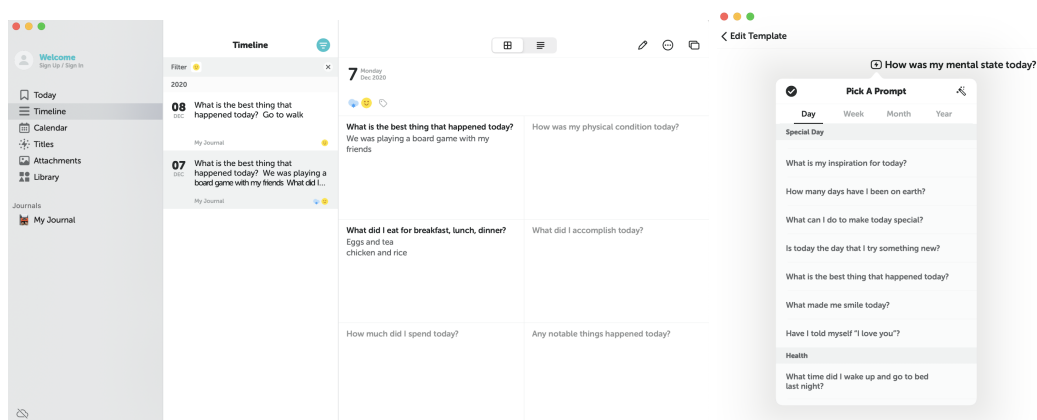 Welcome
Sign Up / Sign In
Today
Timeline
Calendar
Titles
Attachments
Library
Journals
My Journal
Timeline
Filter
2020
08
DEC
What is the best thing that
happened today? Go to walk
My Journal
07
DEC
What is the best thing that
happened today? We was playing a
board game with my friends What did I...
My Journal
7
Monday
Dec 2020
What is the best thing that happened today?
We was playing a board game with my
friends
How was my physical condition today?
What did I eat for breakfast, lunch, dinner?
Eggs and tea
chicken and rice
What did I accomplish today?
How much did I spend today?
Any notable things happened today?
Edit Template
How was my mental state today?
Pick A Prompt
Day
Week
Month
Year
Special Day
What is my inspiration for today?
How many days have I been on earth?
What can I do to make today special?
Is today the day that I try something new?
What is the best thing that happened today?
What made me smile today?
Have I told myself “I love you”?
Health
What time did I wake up and go to bed
last night?